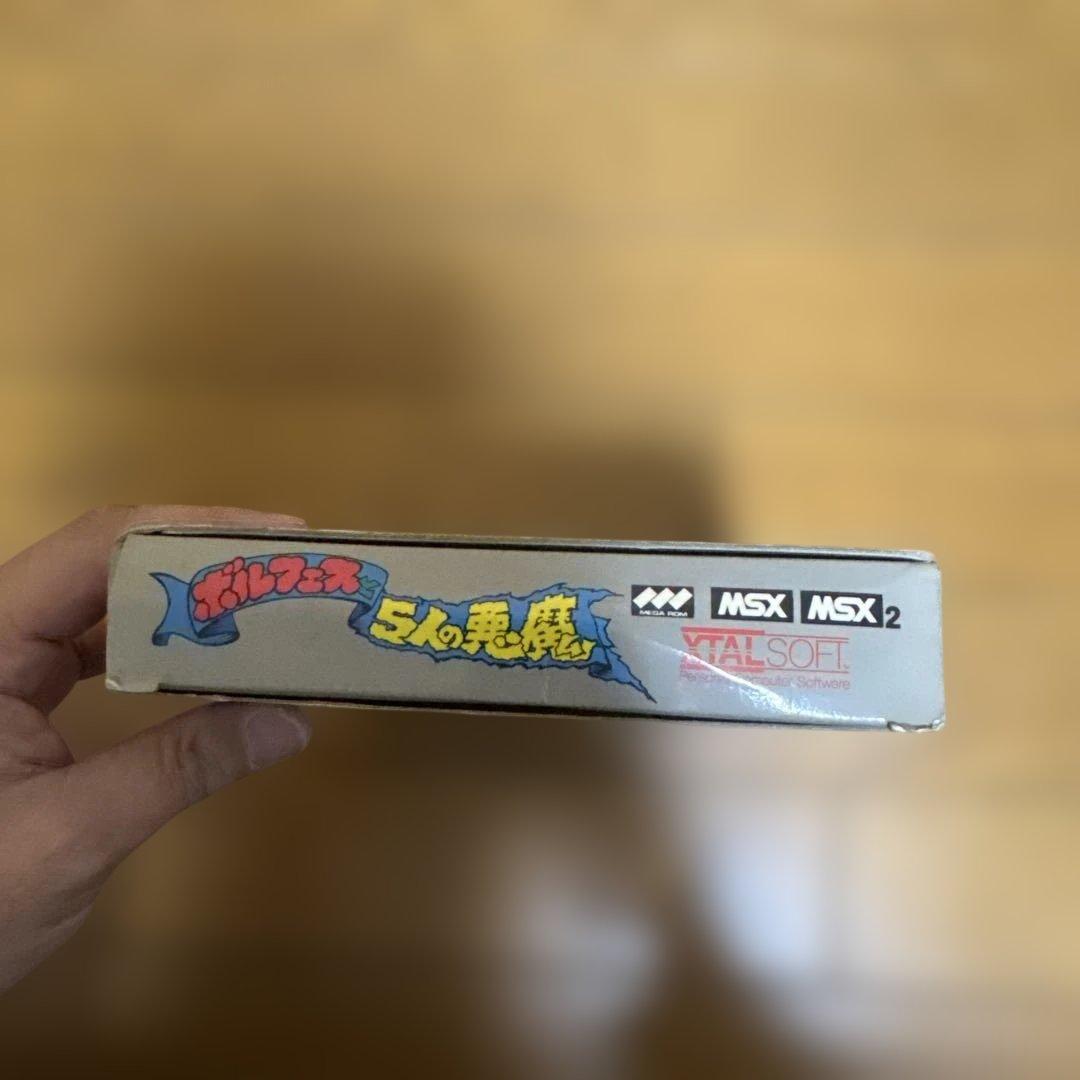 ボルフェスと
5人の悪魔
MEGA ROM
MSX MSX2
XTALSOFT
Personal Computer Software